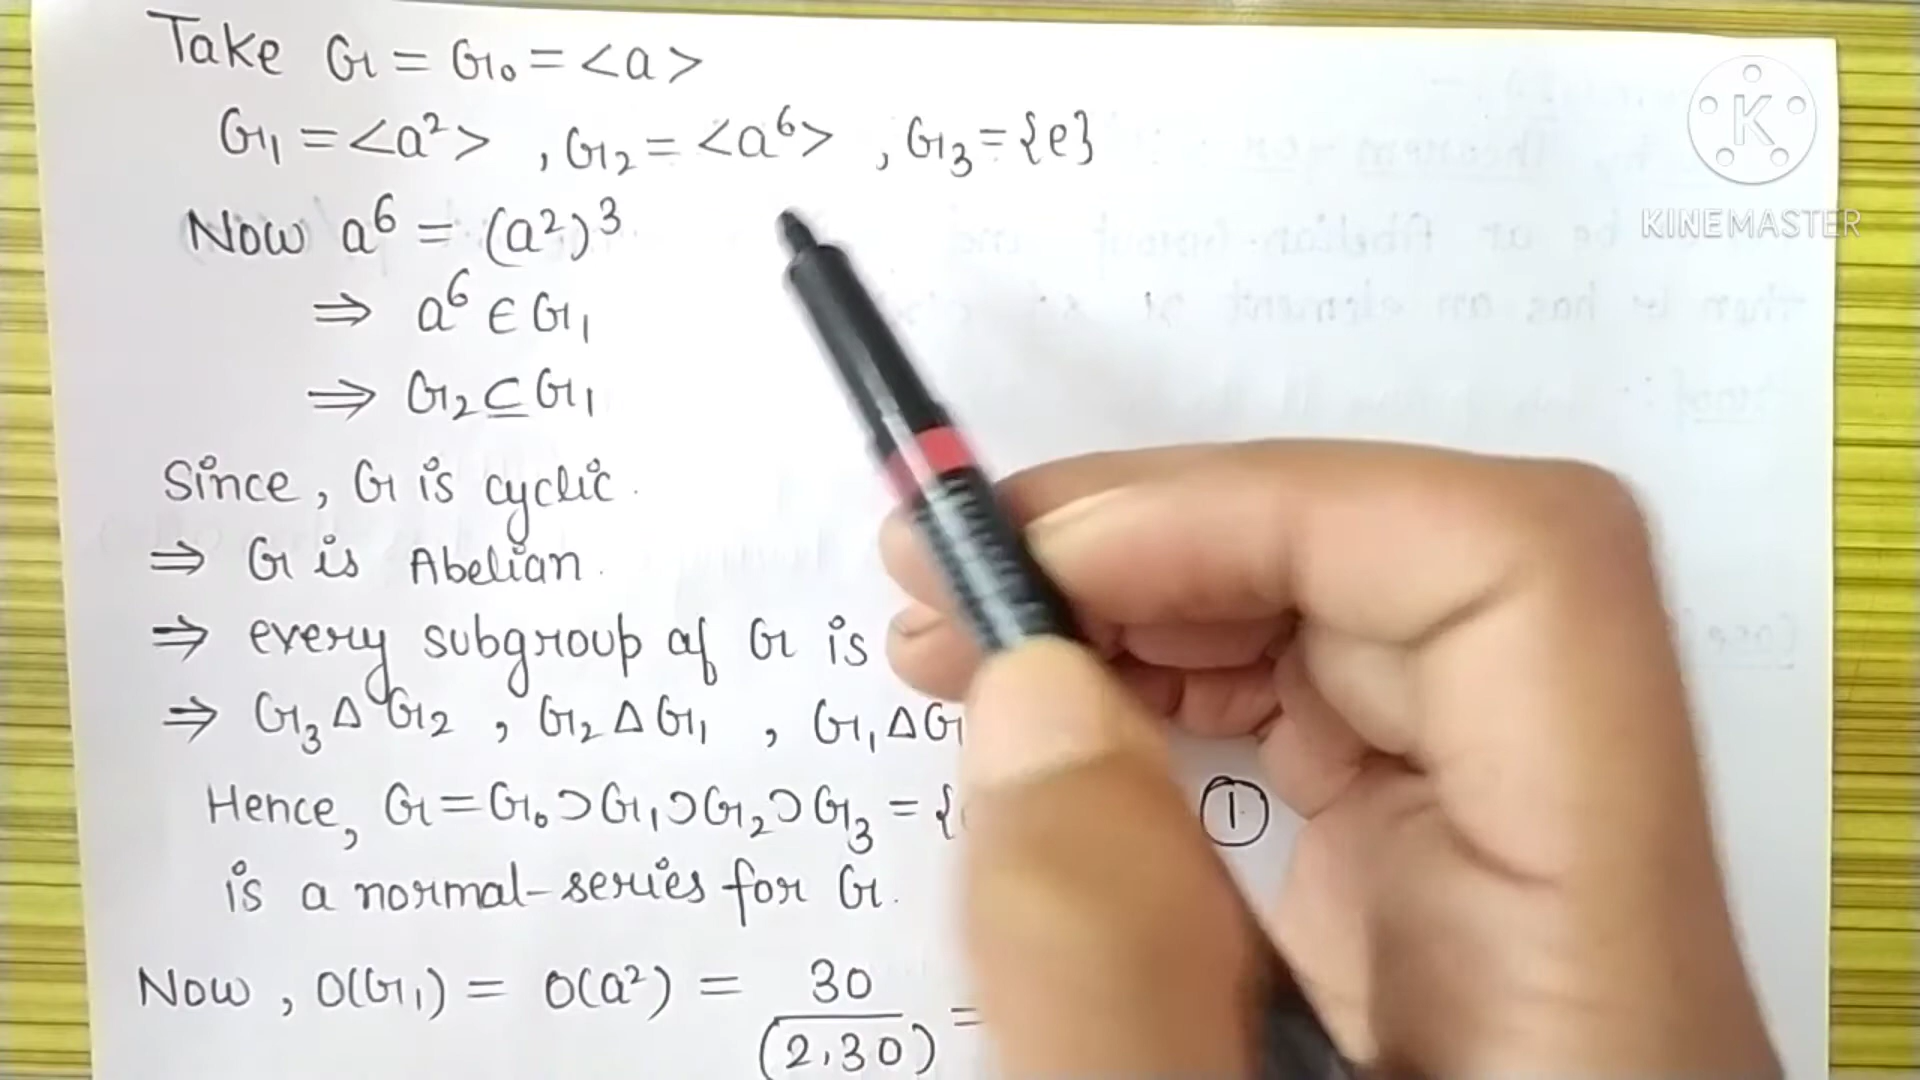 Take G = G₀ = <a>
G₁ = <a²> , G₂ = <a⁶> , G₃ = {e}
Now a⁶ = (a²)³
⇒ a⁶ ∈ G₁
⇒ G₂ ⊆ G₁
Since, G is cyclic.
⇒ G is Abelian.
⇒ every subgroup of G is
⇒ G₃ Δ G₂ , G₂ Δ G₁ , G₁ Δ G
Hence, G = G₀ ⊃ G₁ ⊃ G₂ ⊃ G₃ = { ①
is a normal-series for G.
Now , O(G₁) = O(a²) = 30/(2,30) =
K
KINEMASTER